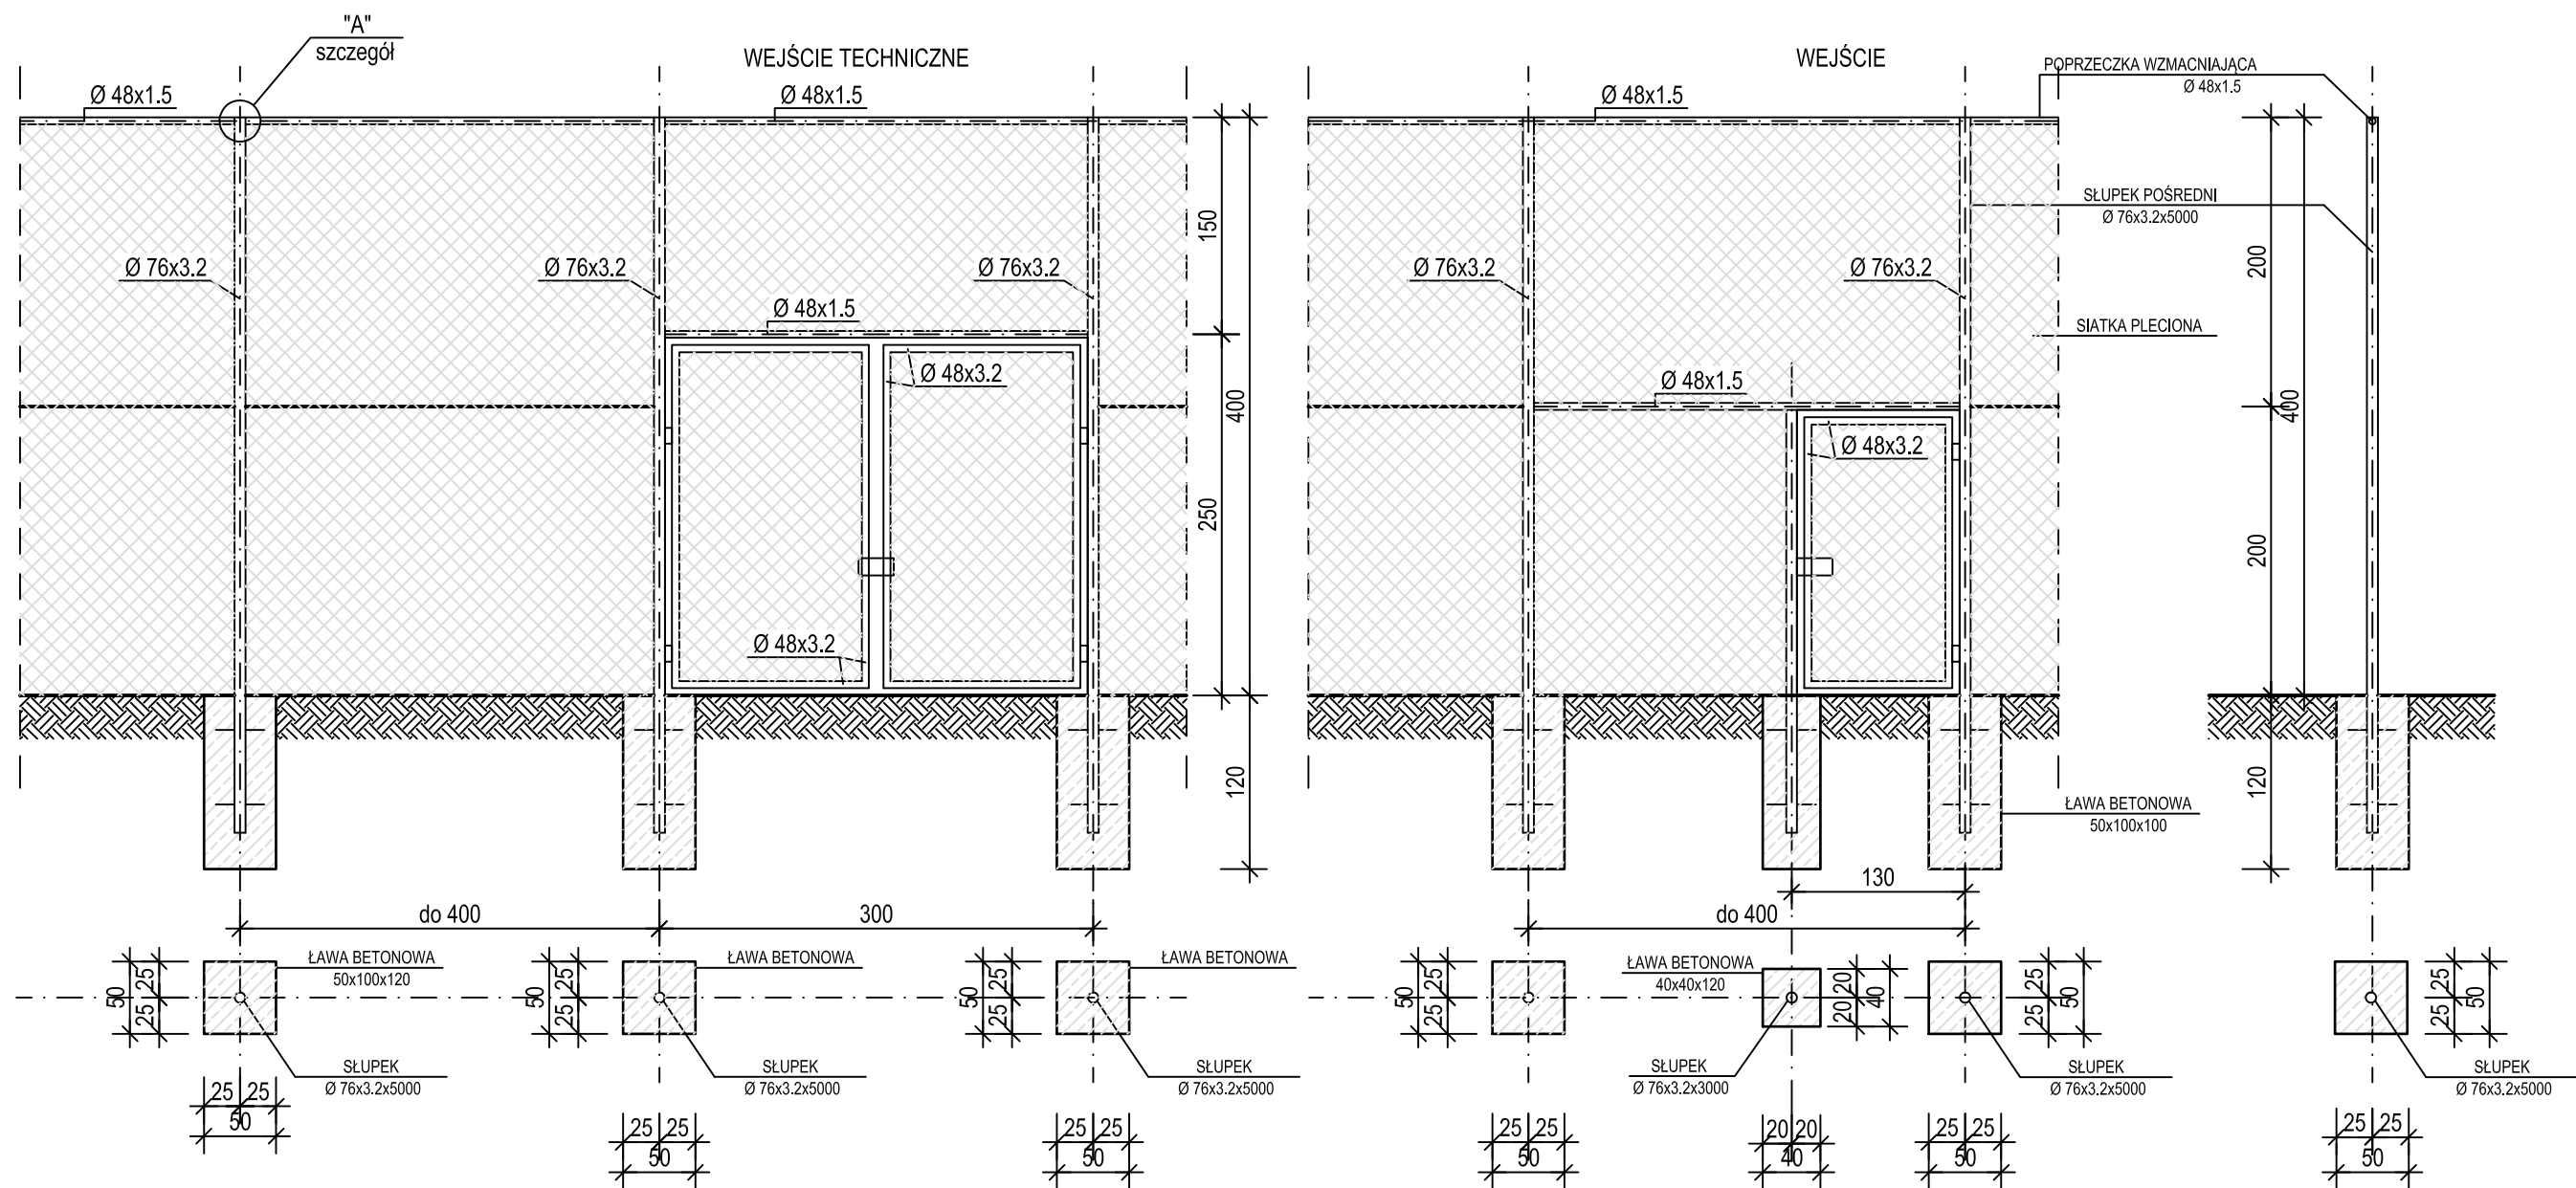 "A"
szczegół
WEJŚCIE TECHNICZNE
WEJŚCIE
POPRZECZKA WZMACNIAJĄCA
Ø 48x1.5
Ø 48x1.5
Ø 48x1.5
Ø 48x1.5
SŁUPEK POŚREDNI
Ø 76x3.2x5000
150
200
400
Ø 76x3.2
Ø 76x3.2
Ø 76x3.2
Ø 76x3.2
Ø 76x3.2
Ø 48x1.5
SIATKA PLECIONA
Ø 48x3.2
Ø 48x1.5
400
Ø 48x3.2
250
200
Ø 48x3.2
120
120
ŁAWA BETONOWA
50x100x100
130
do 400
300
do 400
ŁAWA BETONOWA
50x100x120
ŁAWA BETONOWA
ŁAWA BETONOWA
ŁAWA BETONOWA
40x40x120
50
25
25
50
25
25
50
25
25
50
25
25
20
20
40
25
25
50
25
25
50
SŁUPEK
Ø 76x3.2x5000
SŁUPEK
Ø 76x3.2x5000
SŁUPEK
Ø 76x3.2x5000
SŁUPEK
Ø 76x3.2x3000
SŁUPEK
Ø 76x3.2x5000
SŁUPEK
Ø 76x3.2x5000
25 25
50
25 25
50
25 25
50
25 25
50
20 20
40
25 25
50
25 25
50